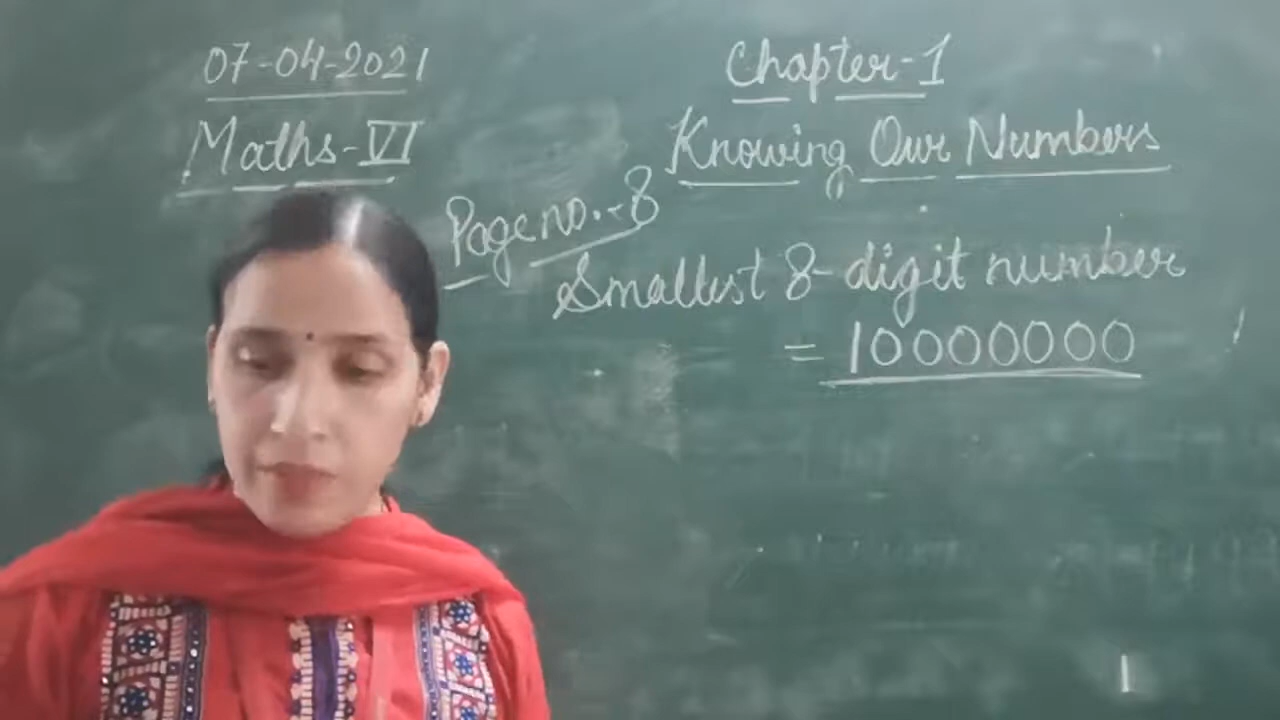 07-04-2021
Maths-VI
Chapter-1
Knowing Our Numbers
Page no.-8
Smallest 8-digit number
= 10000000